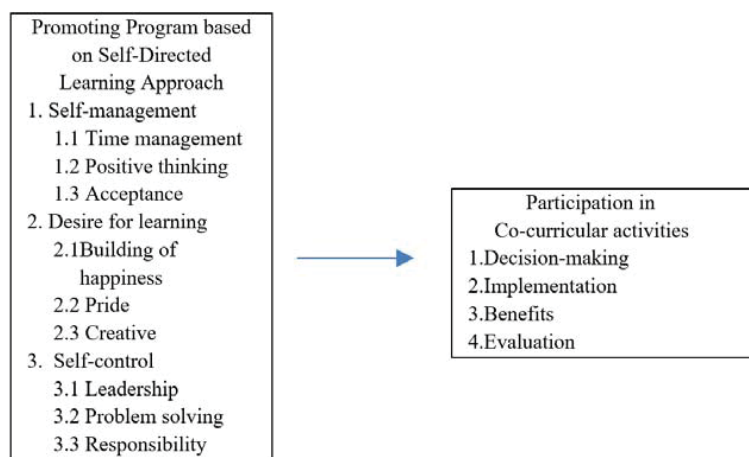 Promoting Program based
on Self-Directed
Learning Approach
1. Self-management
1.1 Time management
1.2 Positive thinking
1.3 Acceptance
2. Desire for learning
2.1Building of
happiness
2.2 Pride
2.3 Creative
3. Self-control
3.1 Leadership
3.2 Problem solving
3.3 Responsibility
Participation in
Co-curricular activities
1.Decision-making
2.Implementation
3.Benefits
4.Evaluation